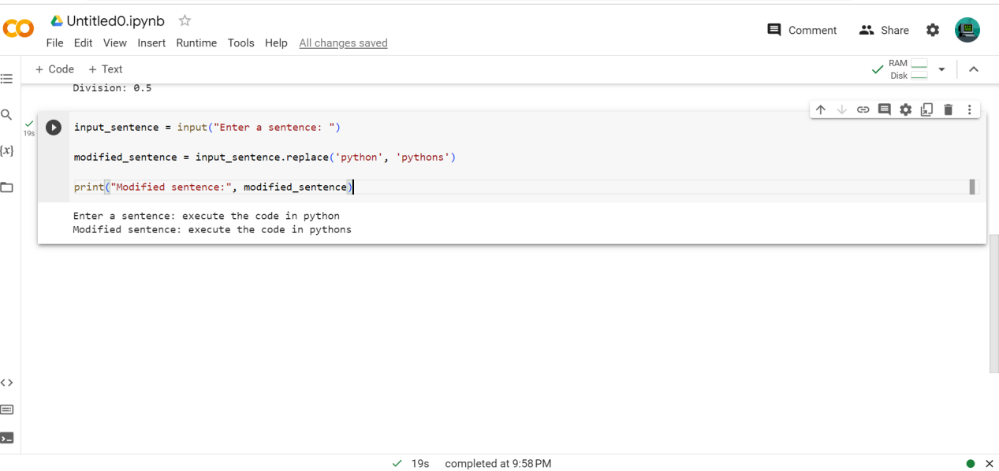 Untitled0.ipynb
File Edit View Insert Runtime Tools Help All changes saved
Comment Share
+ Code + Text
RAM
Disk
Division: 0.5
19s
input_sentence = input("Enter a sentence: ")
modified_sentence = input_sentence.replace('python', 'pythons')
print("Modified sentence:", modified_sentence)
Enter a sentence: execute the code in python
Modified sentence: execute the code in pythons
{x}
19s completed at 9:58 PM